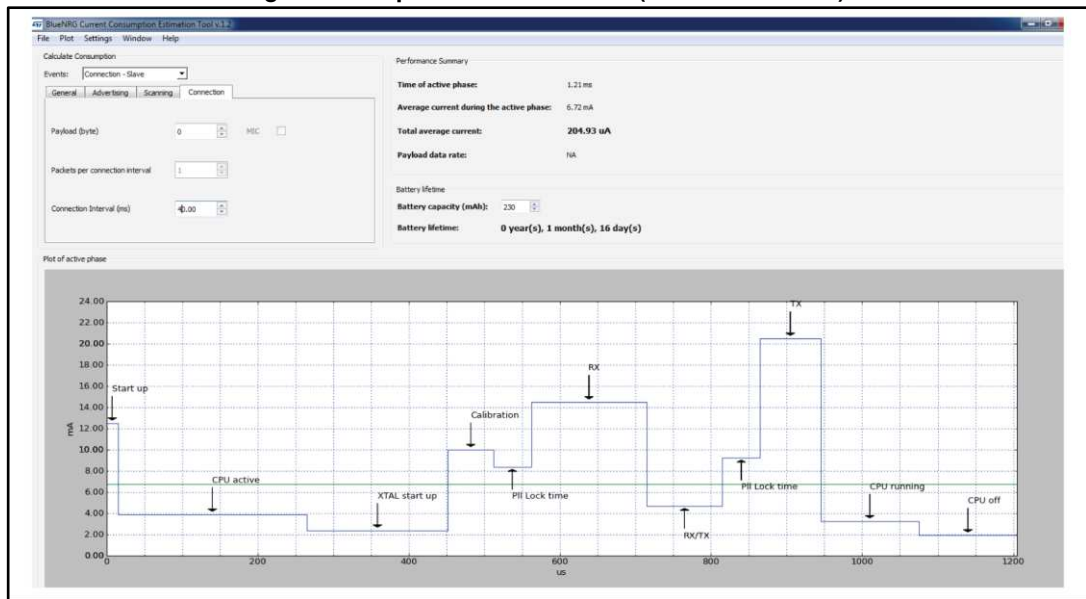 BlueNRG Current Consumption Estimation Tool v.1.2
File Plot Settings Window Help
Calculate Consumption
Events: Connection - Slave
General Advertising Scanning Connection
Payload (byte) 0 MIC
Packets per connection interval 1
Connection Interval (ms) 40.00
Performance Summary
Time of active phase: 1.21 ms
Average current during the active phase: 6.72 mA
Total average current: 204.93 uA
Payload data rate: NA
Battery lifetime
Battery capacity (mAh): 230
Battery lifetime: 0 year(s), 1 month(s), 16 day(s)
Plot of active phase
24.00
22.00
20.00
18.00
16.00
14.00
12.00
10.00
8.00
6.00
4.00
2.00
0.00
mA
Start up
CPU active
XTAL start up
Calibration
Pll Lock time
RX
RX/TX
Pll Lock time
TX
CPU running
CPU off
0 200 400 600 800 1000 1200
us